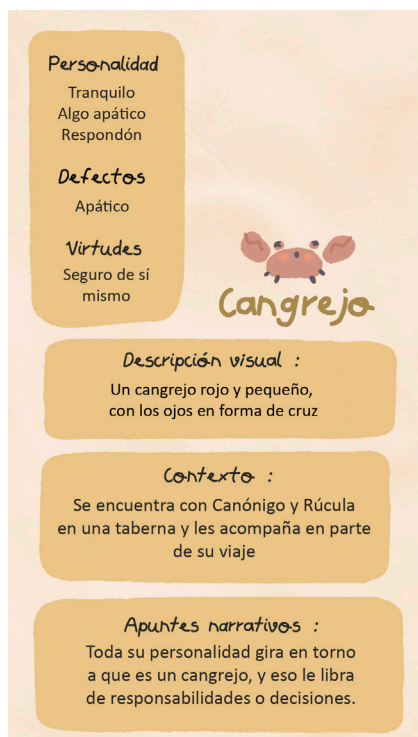 Personalidad
Tranquilo
Algo apático
Respondón
Defectos
Apático
Virtudes
Seguro de sí
mismo
Cangrejo
Descripción visual :
Un cangrejo rojo y pequeño,
con los ojos en forma de cruz
Contexto :
Se encuentra con Canónigo y Rúcula
en una taberna y les acompaña en parte
de su viaje
Apuntes narrativos :
Toda su personalidad gira en torno
a que es un cangrejo, y eso le libra
de responsabilidades o decisiones.